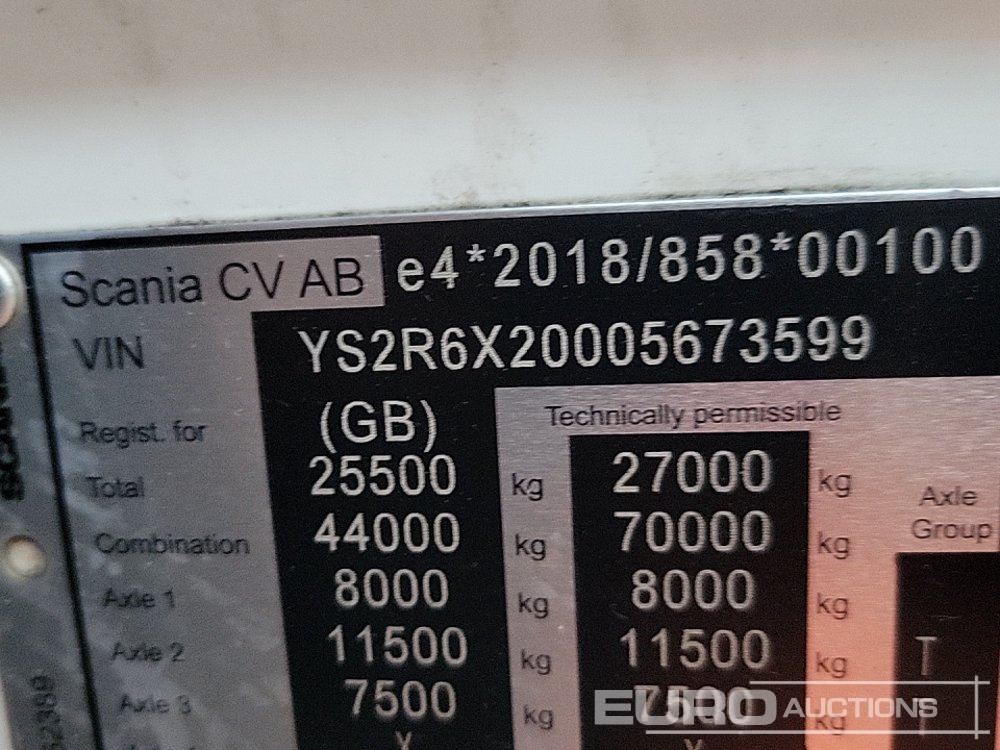 Scania CV AB e4*2018/858*00100
VIN YS2R6X20005673599
Regist. for (GB) Technically permissible
Total 25500 kg 27000 kg Axle
Combination 44000 kg 70000 kg Group
Axle 1 8000 kg 8000 kg
Axle 2 11500 kg 11500 kg T
Axle 3 7500 kg 7500 kg
EURO AUCTIONS